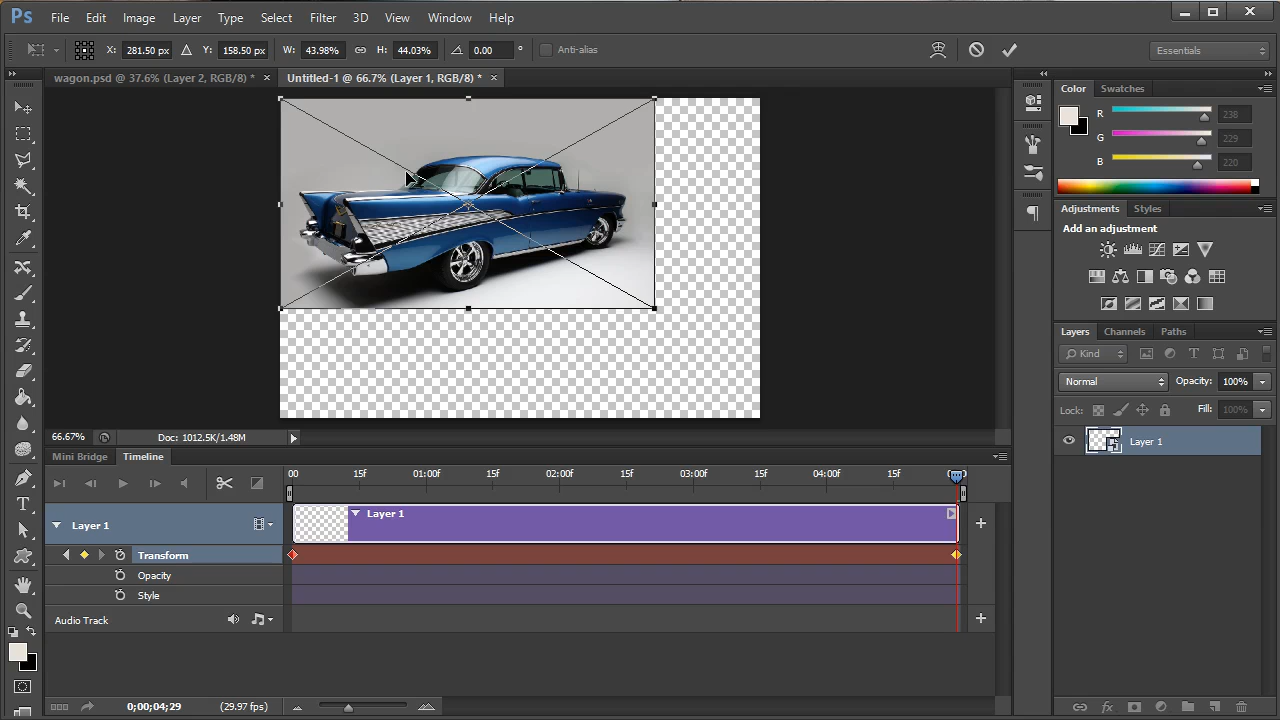 Ps File Edit Image Layer Type Select Filter 3D View Window Help
X: 281.50 px Y: 158.50 px W: 43.98% H: 44.03% 0.00 ° Anti-alias Essentials
wagon.psd @ 37.6% (Layer 2, RGB/8) * × Untitled-1 @ 66.7% (Layer 1, RGB/8) * ×
Color Swatches
R 238
G 229
B 220
Adjustments Styles
Add an adjustment
Layers Channels Paths
Kind
Normal Opacity: 100%
Lock: Fill: 100%
Layer 1
66.67% Doc: 1012.5K/1.48M
Mini Bridge Timeline
00 15f 01:00f 15f 02:00f 15f 03:00f 15f 04:00f 15f
Layer 1 Layer 1
Transform
Opacity
Style
Audio Track
0;00;04;29 (29.97 fps)